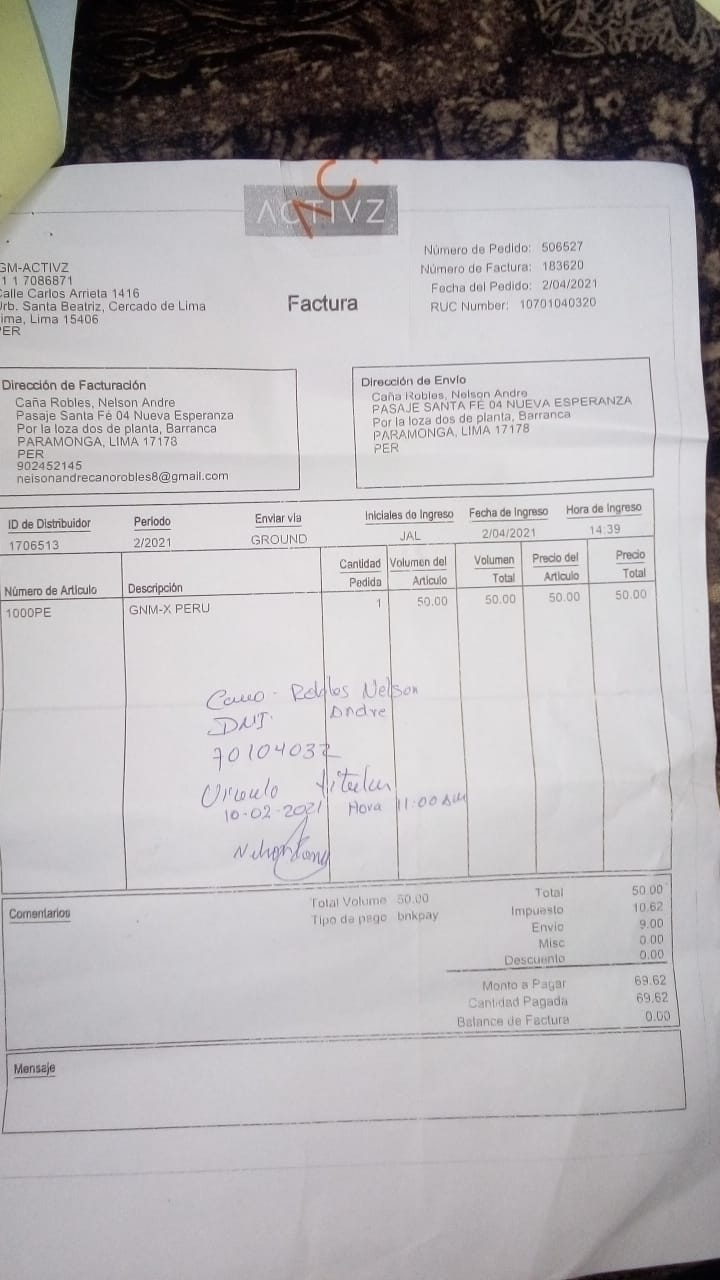 ACTIVZ
NC
GM-ACTIVZ
1 1 7086871
Calle Carlos Arrieta 1416
Urb. Santa Beatriz, Cercado de Lima
Lima, Lima 15406
PER
Factura
Número de Pedido: 506527
Número de Factura: 183620
Fecha del Pedido: 2/04/2021
RUC Number: 10701040320
Dirección de Facturación
Caña Robles, Nelson Andre
Pasaje Santa Fé 04 Nueva Esperanza
Por la loza dos de planta, Barranca
PARAMONGA, LIMA 17178
PER
902452145
nelsonandrecanorobles8@gmail.com
Dirección de Envío
Caña Robles, Nelson Andre
PASAJE SANTA FÉ 04 NUEVA ESPERANZA
Por la loza dos de planta, Barranca
PARAMONGA, LIMA 17178
PER
ID de Distribuidor Período Enviar vía Iniciales de Ingreso Fecha de Ingreso Hora de Ingreso
1706513 2/2021 GROUND JAL 2/04/2021 14:39
Número de Artículo Descripción Cantidad Pedida Volumen del Artículo Volumen Total Precio del Artículo Precio Total
1000PE GNM-X PERU 1 50.00 50.00 50.00 50.00
Cano Robles Nelson
DNI. Andre
70104032
10-02-2021 Hora 11:00 am
Total Volume 50.00
Tipo de pago bnkpay
Total 50.00
Impuesto 10.62
Envio 9.00
Misc 0.00
Descuento 0.00
Monto a Pagar 69.62
Cantidad Pagada 69.62
Balance de Factura 0.00
Comentarios
Mensaje